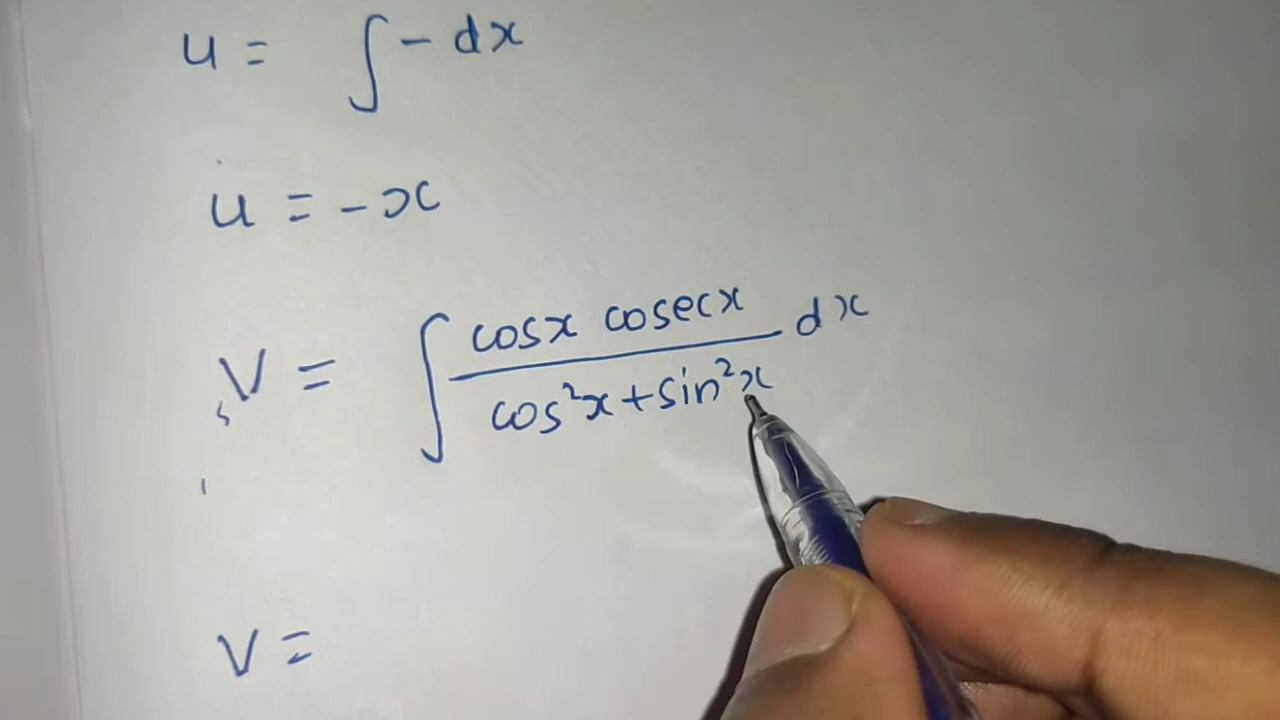 u = ∫ - dx
u = -x
V = ∫ cosx cosecx / cos²x + sin²x dx
V =